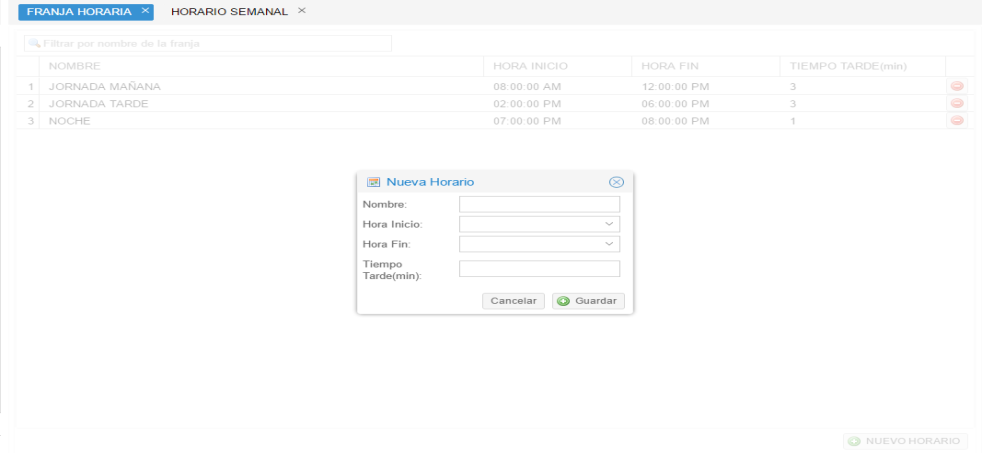 FRANJA HORARIA × HORARIO SEMANAL ×
Filtrar por nombre de la franja
NOMBRE HORA INICIO HORA FIN TIEMPO TARDE(min)
1 JORNADA MAÑANA 08:00:00 AM 12:00:00 PM 3
2 JORNADA TARDE 02:00:00 PM 06:00:00 PM 3
3 NOCHE 07:00:00 PM 08:00:00 PM 1
Nueva Horario
Nombre:
Hora Inicio:
Hora Fin:
Tiempo
Tarde(min):
Cancelar Guardar
NUEVO HORARIO